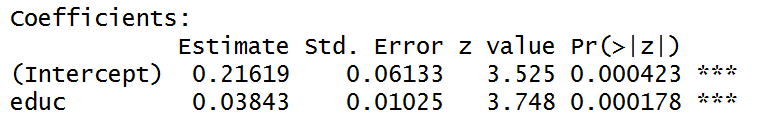 Coefficients:
Estimate Std. Error z value Pr(>|z|)
(Intercept) 0.21619 0.06133 3.525 0.000423 ***
educ 0.03843 0.01025 3.748 0.000178 ***